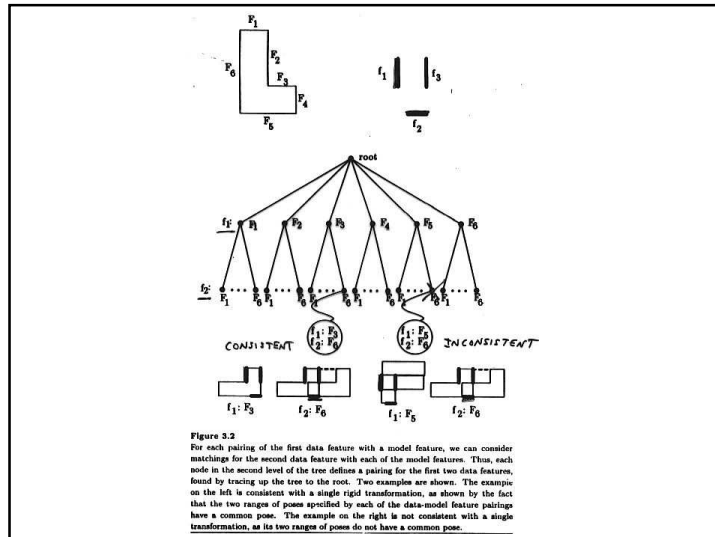 F1
F2
F6
F3
F4
F5
f1
f3
f2
root
f1: F1 F2 F3 F4 F5 F6
f2:
F1 F6 F1 F6 F1 F6 F1 F6 F1 F6 F1 F6
CONSISTENT
f1: F3
f2: F6
f1: F5
f2: F6
INCONSISTENT
f1: F3 f2: F6 f1: F5 f2: F6
Figure 3.2
For each pairing of the first data feature with a model feature, we can consider
matchings for the second data feature with each of the model features. Thus, each
node in the second level of the tree defines a pairing for the first two data features,
found by tracing up the tree to the root. Two examples are shown. The example
on the left is consistent with a single rigid transformation, as shown by the fact
that the two ranges of poses specified by each of the data-model feature pairings
have a common pose. The example on the right is not consistent with a single
transformation, as its two ranges of poses do not have a common pose.